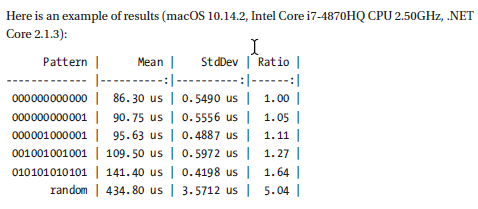 Here is an example of results (macOS 10.14.2, Intel Core i7-4870HQ CPU 2.50GHz, .NET
Core 2.1.3):
Pattern | Mean | StdDev | Ratio |
------------- |----------:|----------:|------:|
000000000000 | 86.30 us | 0.5490 us | 1.00 |
000000000001 | 90.75 us | 0.5556 us | 1.05 |
000001000001 | 95.63 us | 0.4887 us | 1.11 |
001001001001 | 109.50 us | 0.5972 us | 1.27 |
010101010101 | 141.40 us | 0.4198 us | 1.64 |
random | 434.80 us | 3.5712 us | 5.04 |